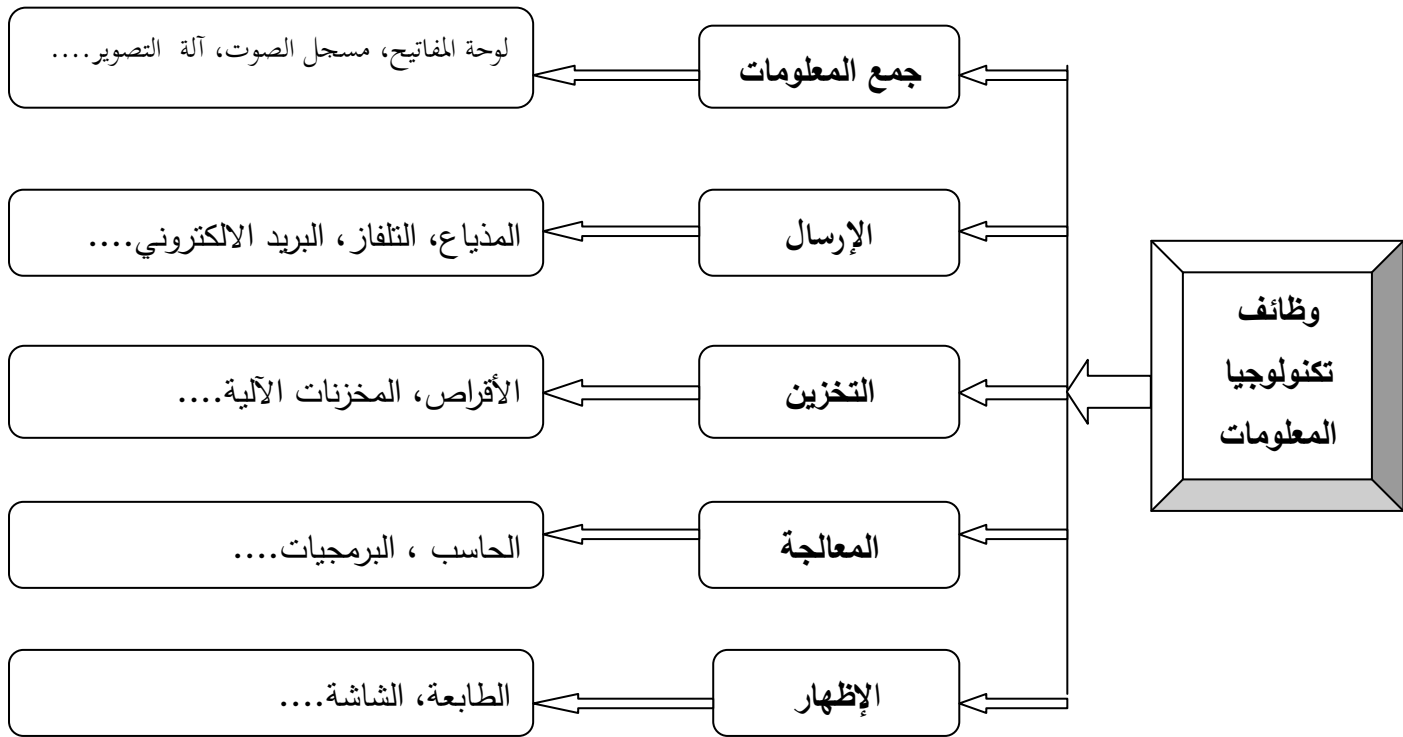 وظائف
تكنولوجيا
المعلومات
جمع المعلومات
لوحة المفاتيح، مسجل الصوت، آلة التصوير....
الإرسال
المذياع، التلفاز، البريد الالكتروني....
التخزين
الأقراص، المخزنات الآلية....
المعالجة
الحاسب ، البرمجيات....
الإظهار
الطابعة، الشاشة....